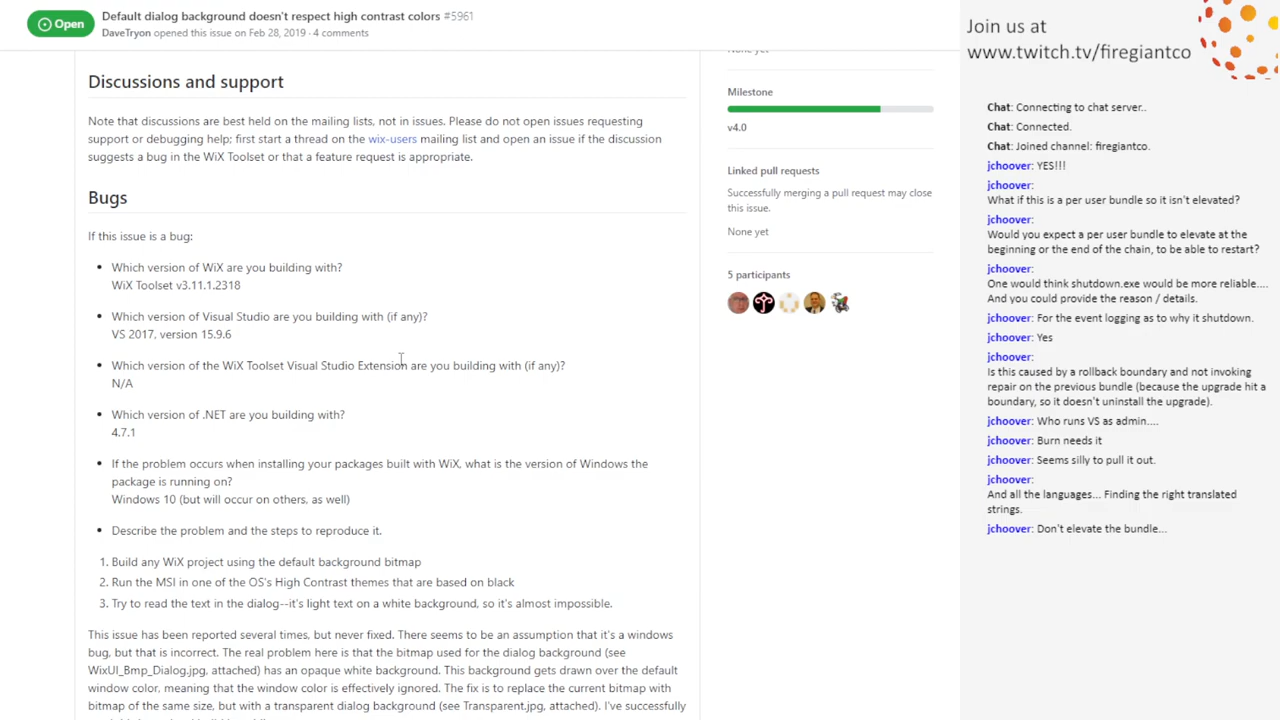 Open
Default dialog background doesn't respect high contrast colors #5961
DaveTryon opened this issue on Feb 28, 2019 · 4 comments
Discussions and support
Note that discussions are best held on the mailing lists, not in issues. Please do not open issues requesting
support or debugging help; first start a thread on the wix-users mailing list and open an issue if the discussion
suggests a bug in the WiX Toolset or that a feature request is appropriate.
Bugs
If this issue is a bug:
• Which version of WiX are you building with?
WiX Toolset v3.11.1.2318
• Which version of Visual Studio are you building with (if any)?
VS 2017, version 15.9.6
• Which version of the WiX Toolset Visual Studio Extension are you building with (if any)?
N/A
• Which version of .NET are you building with?
4.7.1
• If the problem occurs when installing your packages built with WiX, what is the version of Windows the
package is running on?
Windows 10 (but will occur on others, as well)
• Describe the problem and the steps to reproduce it.
1. Build any WiX project using the default background bitmap
2. Run the MSI in one of the OS's High Contrast themes that are based on black
3. Try to read the text in the dialog--it's light text on a white background, so it's almost impossible.
This issue has been reported several times, but never fixed. There seems to be an assumption that it's a windows
bug, but that is incorrect. The real problem here is that the bitmap used for the dialog background (see
WixUI_Bmp_Dialog.jpg, attached) has an opaque white background. This background gets drawn over the default
window color, meaning that the window color is effectively ignored. The fix is to replace the current bitmap with
bitmap of the same size, but with a transparent dialog background (see Transparent.jpg, attached). I've successfully
None yet
Milestone
v4.0
Linked pull requests
Successfully merging a pull request may close
this issue.
None yet
5 participants
Join us at
www.twitch.tv/firegiantco
Chat: Connecting to chat server..
Chat: Connected.
Chat: Joined channel: firegiantco.
jchoover: YES!!!
jchoover:
What if this is a per user bundle so it isn't elevated?
jchoover:
Would you expect a per user bundle to elevate at the
beginning or the end of the chain, to be able to restart?
jchoover:
One would think shutdown.exe would be more reliable....
And you could provide the reason / details.
jchoover: For the event logging as to why it shutdown.
jchoover: Yes
jchoover:
Is this caused by a rollback boundary and not invoking
repair on the previous bundle (because the upgrade hit a
boundary, so it doesn't uninstall the upgrade).
jchoover: Who runs VS as admin....
jchoover: Burn needs it
jchoover: Seems silly to pull it out.
jchoover:
And all the languages... Finding the right translated
strings.
jchoover: Don't elevate the bundle...